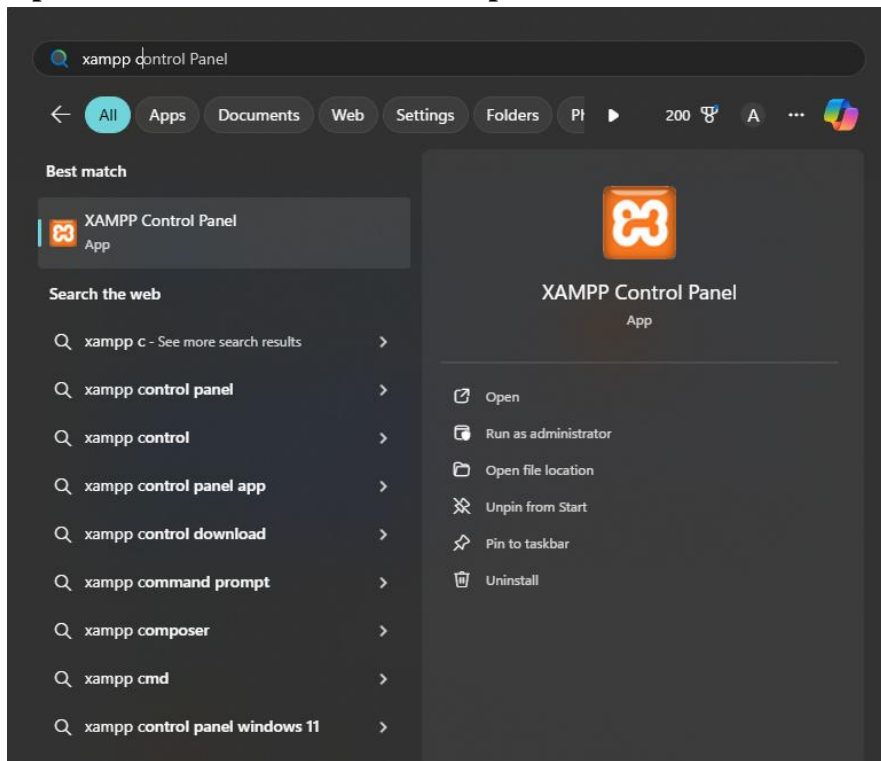 xampp control Panel
All Apps Documents Web Settings Folders 200 A ...
Best match
XAMPP Control Panel
App
Search the web
xampp c - See more search results
xampp control panel
xampp control
xampp control panel app
xampp control download
xampp command prompt
xampp composer
xampp cmd
xampp control panel windows 11
XAMPP Control Panel
App
Open
Run as administrator
Open file location
Unpin from Start
Pin to taskbar
Uninstall